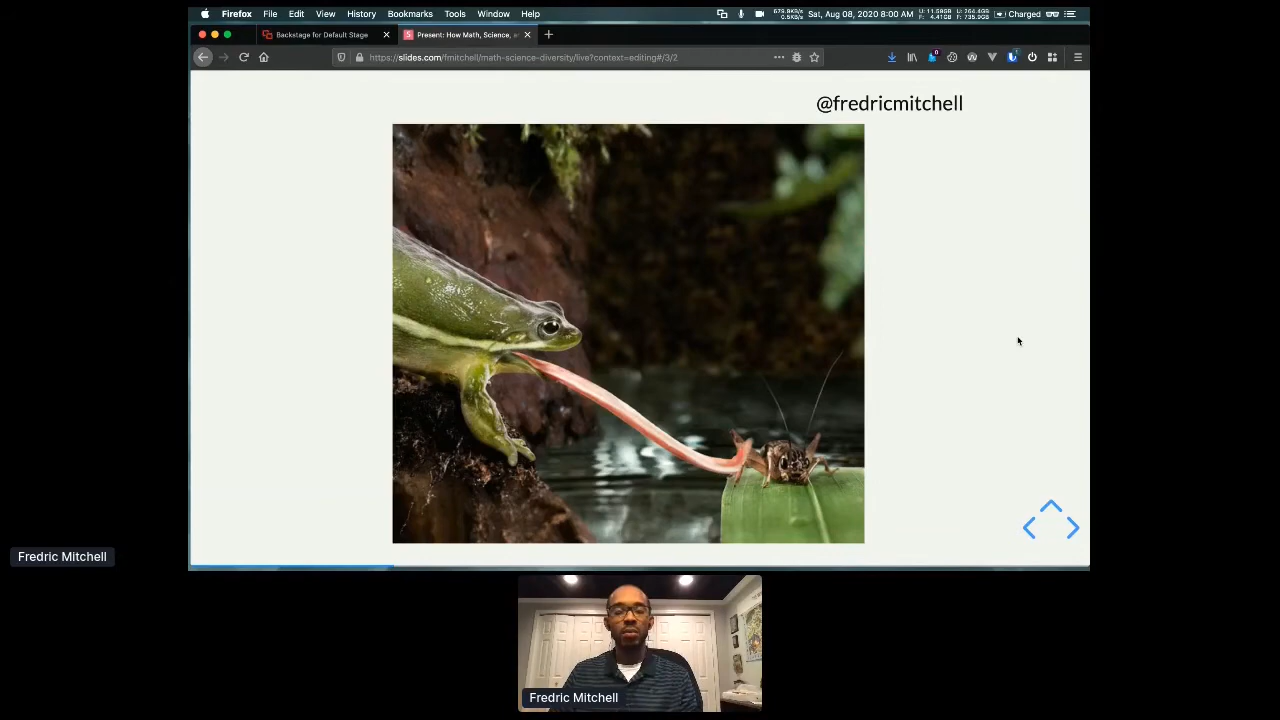 Firefox File Edit View History Bookmarks Tools Window Help
Sat, Aug 08, 2020 8:00 AM Charged
Backstage for Default Stage
Present: How Math, Science, 
https://slides.com/fmitchell/math-science-diversity/live?context=editing#/3/2
@fredricmitchell
Fredric Mitchell
Fredric Mitchell